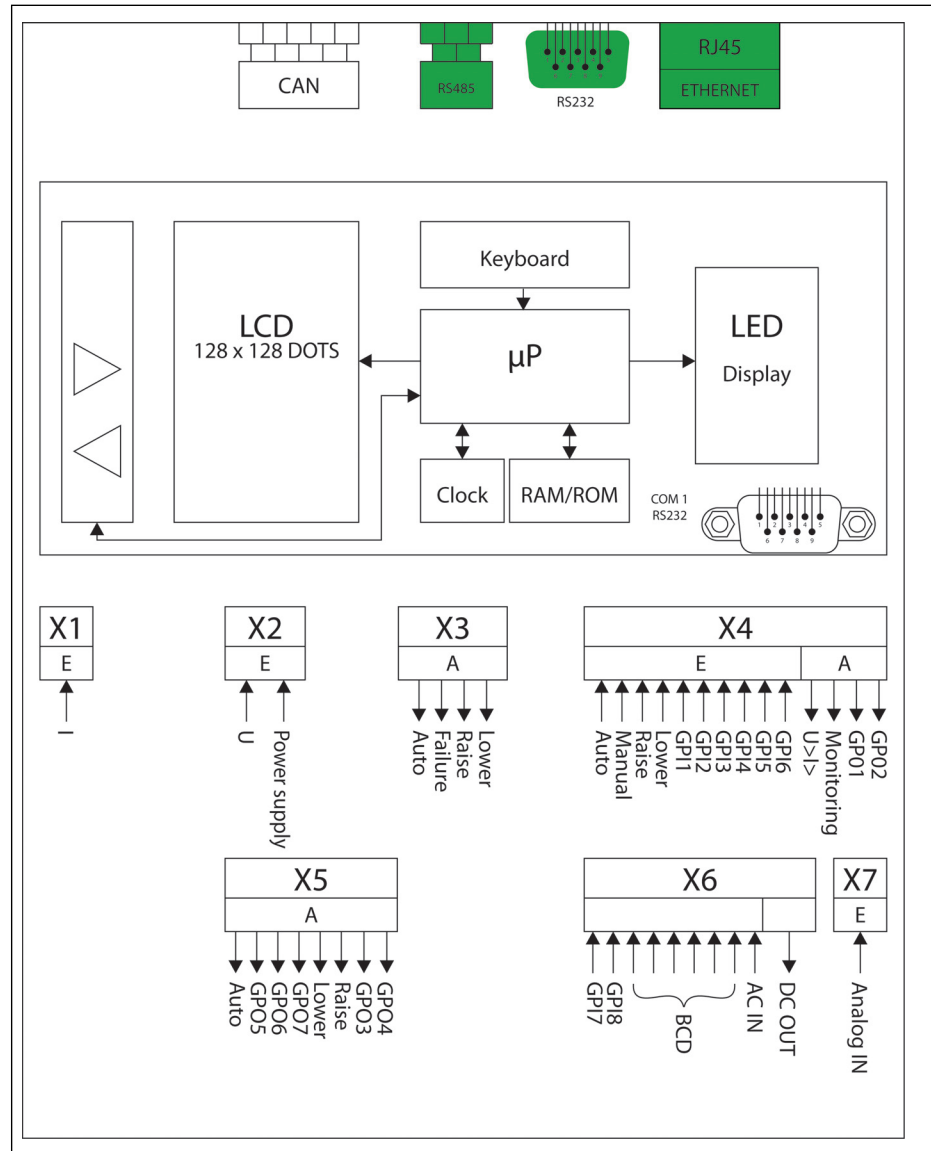 CAN
RS485
RS232
RJ45
ETHERNET
Keyboard
LCD
128 x 128 DOTS
µP
LED
Display
Clock
RAM/ROM
COM 1
RS232
1 2 3 4 5
6 7 8 9
X1
E
I
X2
E
U
Power supply
X3
A
Auto
Failure
Raise
Lower
X4
E
A
Auto
Manual
Raise
Lower
GPI1
GPI2
GPI3
GPI4
GPI5
GPI6
U>I>
Monitoring
GP01
GP02
X5
A
Auto
GPO5
GPO6
GPO7
Lower
Raise
GPO3
GPO4
X6
GPI7
GPI8
BCD
AC IN
DC OUT
X7
E
Analog IN